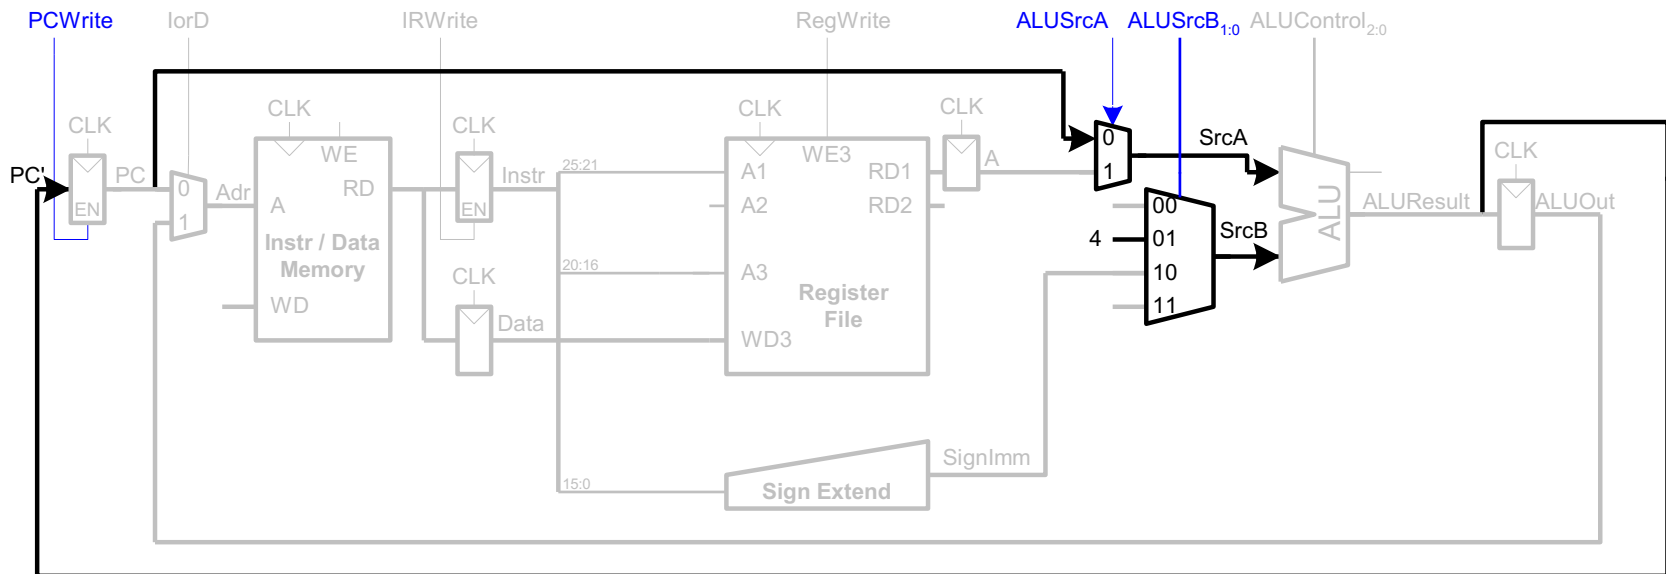 PCWrite IorD IRWrite RegWrite ALUSrcA ALUSrcB1:0 ALUControl2:0
CLK CLK CLK CLK CLK CLK
PC' PC EN
0 1 Adr
WE RD A Instr / Data Memory WD
EN Instr
CLK Data
25:21
20:16
15:0
A1 A2 A3 WD3 WE3 RD1 RD2 Register File
A
0 1 SrcA
00
4 01 SrcB
10
11
ALU ALUResult ALUOut
SignImm
Sign Extend